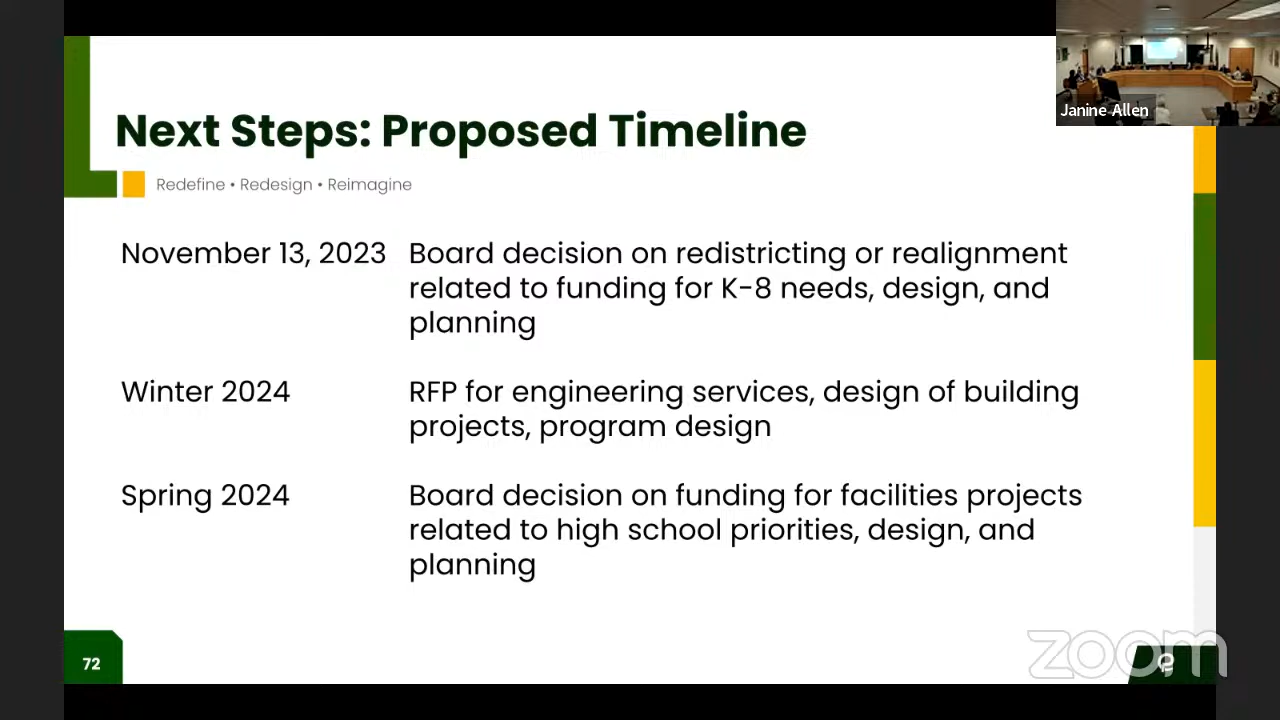 Janine Allen
Next Steps: Proposed Timeline
Redefine • Redesign • Reimagine
November 13, 2023 Board decision on redistricting or realignment
related to funding for K-8 needs, design, and
planning
Winter 2024 RFP for engineering services, design of building
projects, program design
Spring 2024 Board decision on funding for facilities projects
related to high school priorities, design, and
planning
72
zoom